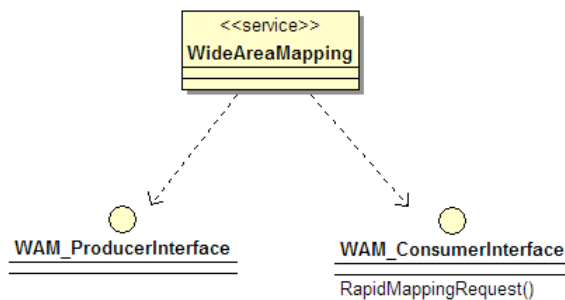 <<service>>
WideAreaMapping
WAM_ProducerInterface
WAM_ConsumerInterface
RapidMappingRequest()